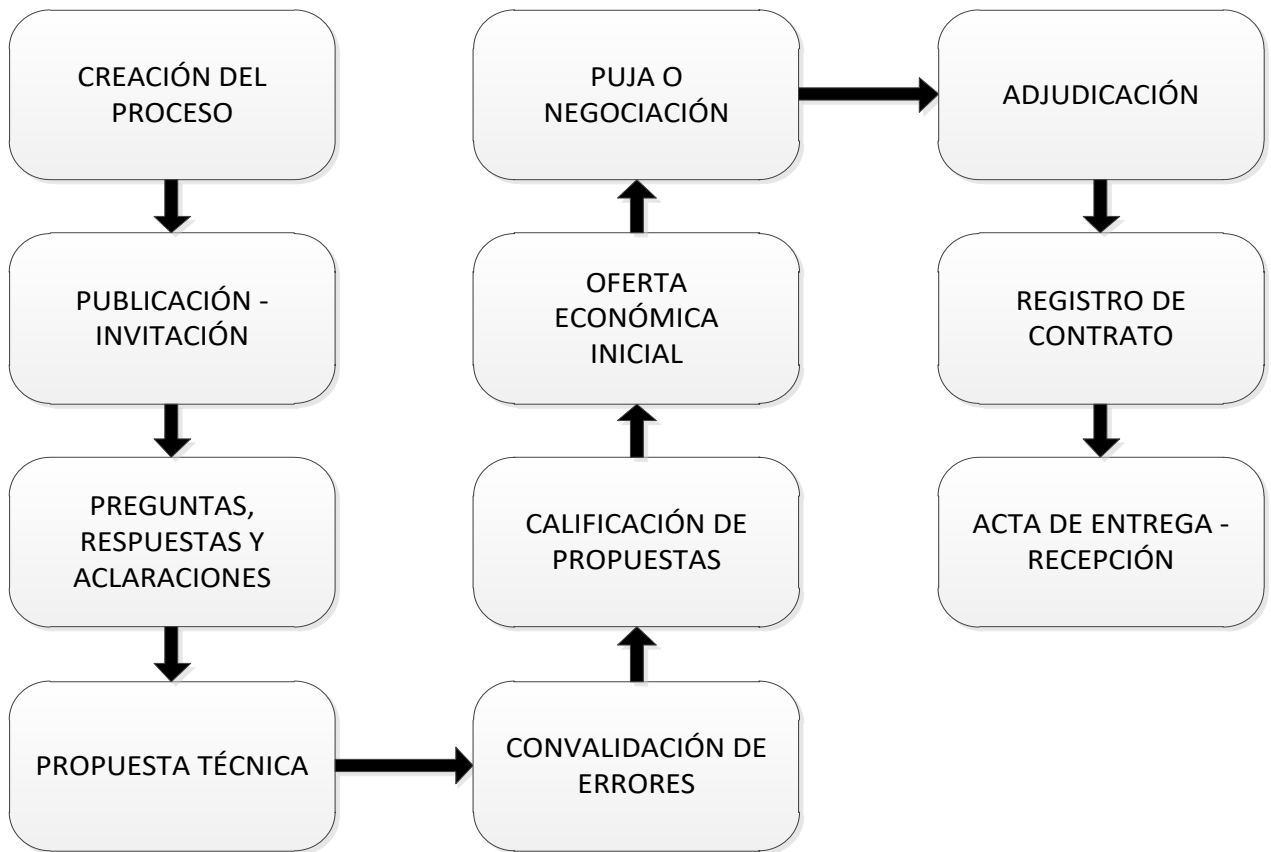 CREACIÓN DEL
PROCESO
PUBLICACIÓN -
INVITACIÓN
PREGUNTAS,
RESPUESTAS Y
ACLARACIONES
PROPUESTA TÉCNICA
CONVALIDACIÓN DE
ERRORES
CALIFICACIÓN DE
PROPUESTAS
OFERTA
ECONÓMICA
INICIAL
PUJA O
NEGOCIACIÓN
ADJUDICACIÓN
REGISTRO DE
CONTRATO
ACTA DE ENTREGA -
RECEPCIÓN